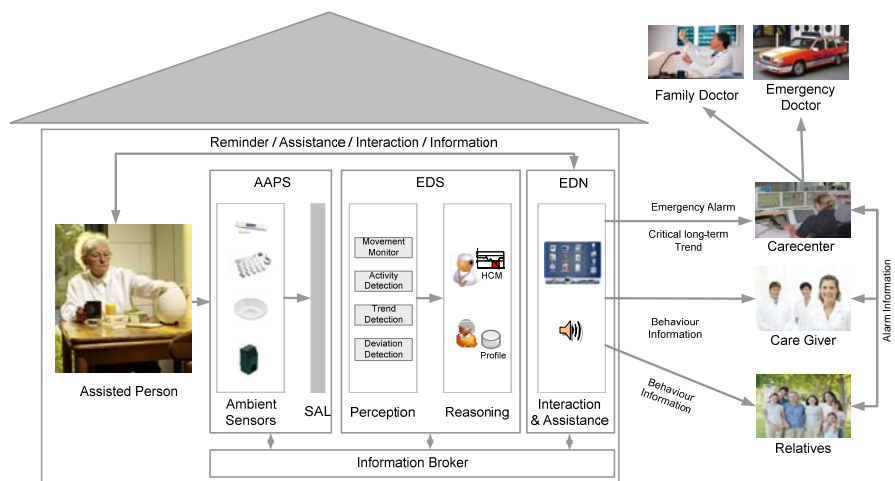 Family Doctor
Emergency
Doctor
Reminder / Assistance / Interaction / Information
AAPS
EDS
EDN
Emergency Alarm
Critical long-term
Trend
Carecenter
Movement
Monitor
Activity
Detection
Trend
Detection
Deviation
Detection
HCM
Profile
Behaviour
Information
Care Giver
Alarm Information
Behaviour
Information
Relatives
Assisted Person
Ambient
Sensors
SAL
Perception
Reasoning
Interaction
& Assistance
Information Broker